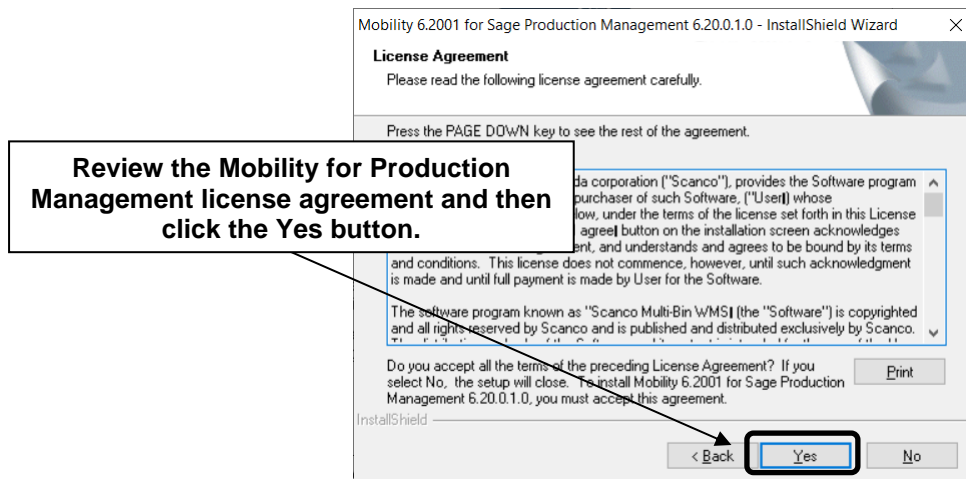 Mobility 6.2001 for Sage Production Management 6.20.0.1.0 - InstallShield Wizard
License Agreement
Please read the following license agreement carefully.
Press the PAGE DOWN key to see the rest of the agreement.
Review the Mobility for Production
Management license agreement and then
click the Yes button.
da corporation ("Scanco"), provides the Software program
purchaser of such Software, ("User‖) whose
low, under the terms of the license set forth in this License
agree‖ button on the installation screen acknowledges
ent, and understands and agrees to be bound by its terms
and conditions. This license does not commence, however, until such acknowledgment
is made and until full payment is made by User for the Software.
The software program known as "Scanco Multi-Bin WMS‖ (the "Software") is copyrighted
and all rights reserved by Scanco and is published and distributed exclusively by Scanco.
Do you accept all the terms of the preceding License Agreement? If you
select No, the setup will close. To install Mobility 6.2001 for Sage Production
Management 6.20.0.1.0, you must accept this agreement.
Print
InstallShield
< Back
Yes
No